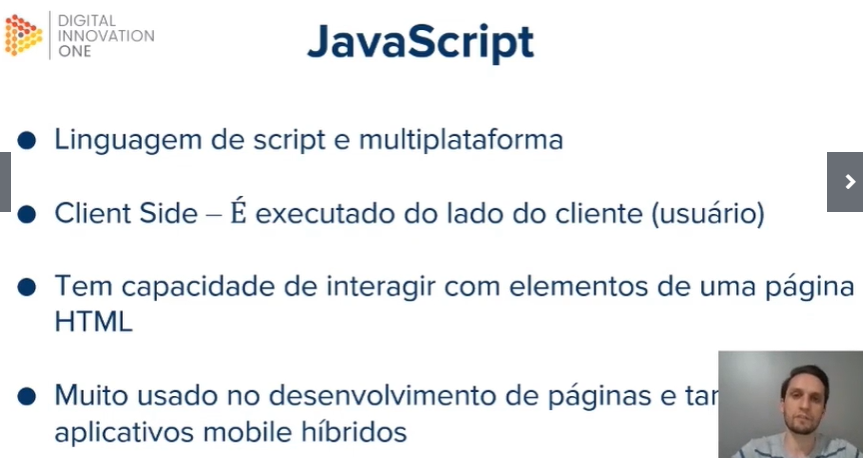 DIGITAL
INNOVATION
ONE
JavaScript
Linguagem de script e multiplataforma
Client Side – É executado do lado do cliente (usuário)
Tem capacidade de interagir com elementos de uma página
HTML
Muito usado no desenvolvimento de páginas e
aplicativos mobile híbridos